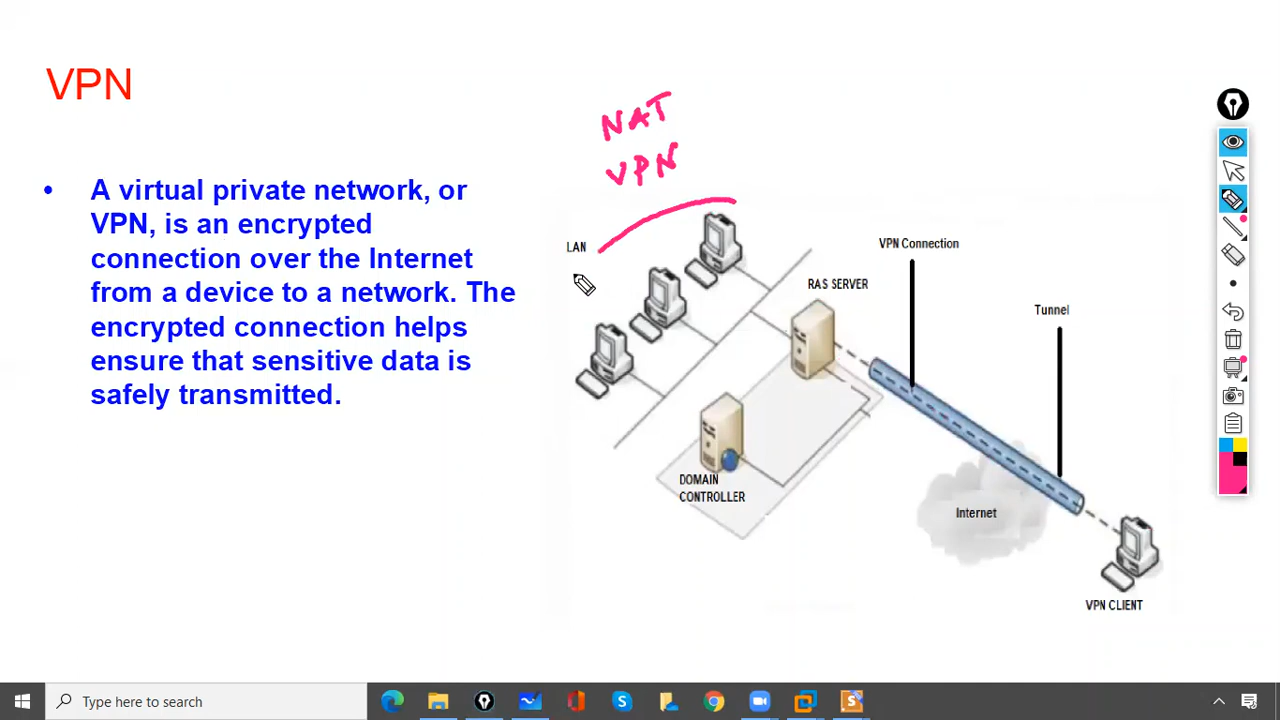 VPN
NAT
VPN
• A virtual private network, or
VPN, is an encrypted
connection over the Internet
from a device to a network. The
encrypted connection helps
ensure that sensitive data is
safely transmitted.
LAN
VPN Connection
RAS SERVER
Tunnel
DOMAIN
CONTROLLER
Internet
VPN CLIENT
Type here to search